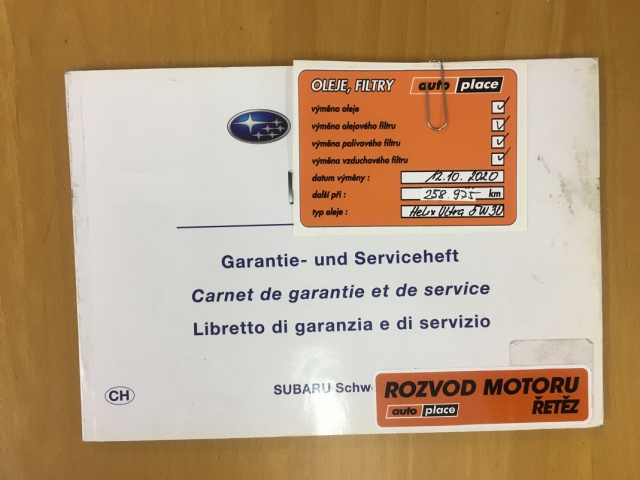 OLEJE, FILTRY auto place
výměna oleje
výměna olejového filtru
výměna palivového filtru
výměna vzduchového filtru
datum výměny : 12.10.2020
další při : 258.975 km
typ oleje : Helix Ultra 5W30
Garantie- und Serviceheft
Carnet de garantie et de service
Libretto di garanzia e di servizio
CH
SUBARU
ROZVOD MOTORU
auto place ŘETĚZ